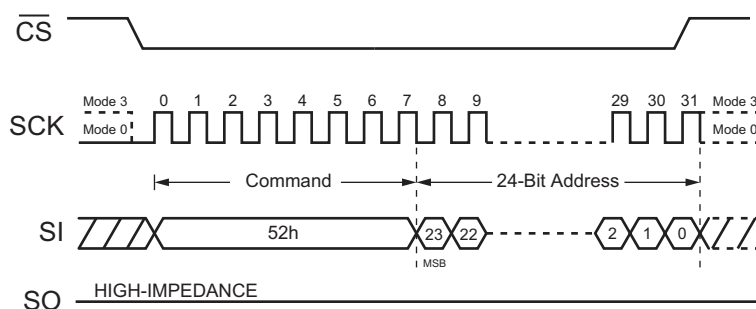 CS
Mode 3 0 1 2 3 4 5 6 7 8 9 29 30 31 Mode 3
SCK
Mode 0 Mode 0
Command 24-Bit Address
SI 52h 23 22 2 1 0
MSB
HIGH-IMPEDANCE
SO